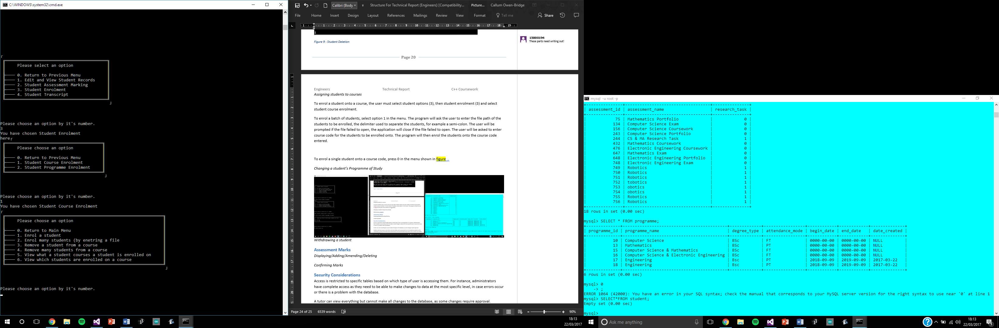 C:\WINDOWS\system32\cmd.exe
Please select an option
0. Return to Previous Menu
1. Edit and View Student Records
2. Student Assessment Marking
3. Student Enrolment
4. Student Transcript
Please choose an option by it's number.
3
You have chosen Student Enrolment
here
Please choose an option
0. Return to Previous Menu
1. Student Course Enrolment
2. Student Programme Enrolment
Please choose an option by it's number.
1
You have chosen Student Course Enrolment
Please choose an option
0. Return to Main Menu
1. Enrol a student
2. Enrol many students (by enetring a file
3. Remove a student from a course
4. Remove many students from a course
5. View what a student courses a student is enrolled on
6. View which students are enrolled on a course
Please choose an option by it's number.
Calibri (Body
Structure For Technical Report (Engineers) [Compatibility...
Picture...
Callum Owen-Bridge
File Home Insert Design Layout References Mailings Review View Format Tell me Share
1
Figure 9 - Student Deletion
15000194
These parts need writing out!
Page 20
Engineers Technical Report C++ Coursework
Assigning students to courses
To enrol a student onto a course, the user must select student options (3), then student enrolment (3) and select
student course enrolment.
To enrol a batch of students, select option 1 in the menu. The program will ask the user to enter the file path of the
students to be enrolled, the delimiter used to separate the students, for example a semi-colon. The user will be
prompted if the file failed to open, the application will close if the file failed to open. The user will be asked to enter
course code for the students to be enrolled onto. The program will then enrol the students onto the course code
entered.
To enrol a single student onto a course code, press 0 in the menu shown in figure .
Changing a student's Programme of Study
Withdrawing a student
Assessment Marks
Displaying/Adding/Amending/Deleting
Confirming Marks
Security Considerations
Access is restricted to specific tables based on which type of user is accessing them. For instance, administrators
have complete access as they need to be able to make changes to data at the most specific level, in case errors occur
or there is a problem with the database.
A tutor can view everything but cannot make all changes to the database, as some changes require approval.
Page 24 of 25 6539 words
90%
18:13
22/03/2017
mysql -u root -p
| assessment_id | assessment_name | research_task |
| 75 | Mathematics Portfolio | 0 |
| 134 | Computer Science Exam | 0 |
| 156 | Computer Science Coursework | 0 |
| 243 | Computer Science Portfolio | 0 |
| 244 | CS & MA Research Task | 1 |
| 432 | Mathematics Coursework | 0 |
| 476 | Electronic Engineering Coursework | 0 |
| 647 | Mathematics Exam | 0 |
| 648 | Electronic Engineering Portfolio | 0 |
| 748 | Electronic Engineering Exam | 0 |
| 749 | Robotics | 1 |
| 750 | Robotics | 1 |
| 751 | Robotics | 1 |
| 752 | tobotics | 1 |
| 753 | obotics | 1 |
| 754 | obotics | 1 |
| 755 | Robotics | 1 |
| 756 | Robotics | 1 |
18 rows in set (0.00 sec)
mysql> SELECT * FROM programme;
| programme_id | programme_name | degree_type | attendance_mode | begin_date | end_date | date_created |
| 10 | Computer Science | BSc | FT | 0000-00-00 | 0000-00-00 | NULL |
| 13 | Mathematics | BSc | PT | 0000-00-00 | 0000-00-00 | NULL |
| 15 | Computer Science & Mathematics | BSc | FT | 0000-00-00 | 0000-00-00 | NULL |
| 16 | Computer Science & Electronic Engineering | BSc | FT | 0000-00-00 | 0000-00-00 | NULL |
| 17 | Engineering | Bsc | PT | 2018-09-09 | 2019-09-09 | 2017-03-22 |
| 18 | Engineering | Bsc | PT | 2018-09-09 | 2019-09-09 | 2017-03-22 |
6 rows in set (0.00 sec)
mysql> 0
-> ;
ERROR 1064 (42000): You have an error in your SQL syntax; check the manual that corresponds to your MySQL server version for the right syntax to use near '0' at line 1
mysql> SELECT*FROM student;
Empty set (0.00 sec)
mysql>
Ask me anything
18:13
22/03/2017
5